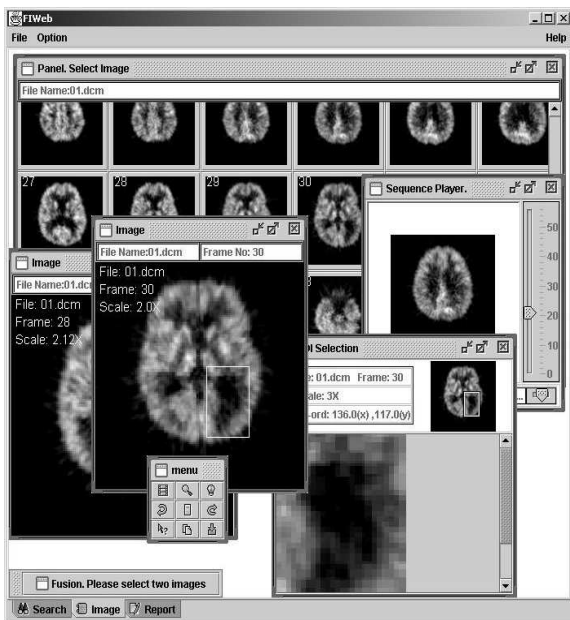 FIWeb
File Option Help
Panel. Select Image
File Name:01.dcm
27 28 29 30
Sequence Player.
50
40
30
20
10
0
Image
File Name:01.dcm Frame No: 30
File: 01.dcm
Frame: 30
Scale: 2.0X
Image
File: 01.dcm
Frame: 28
Scale: 2.12X
Selection
01.dcm Frame: 30
3X
136.0(x) ,117.0(y)
menu
Fusion. Please select two images
Search Image Report